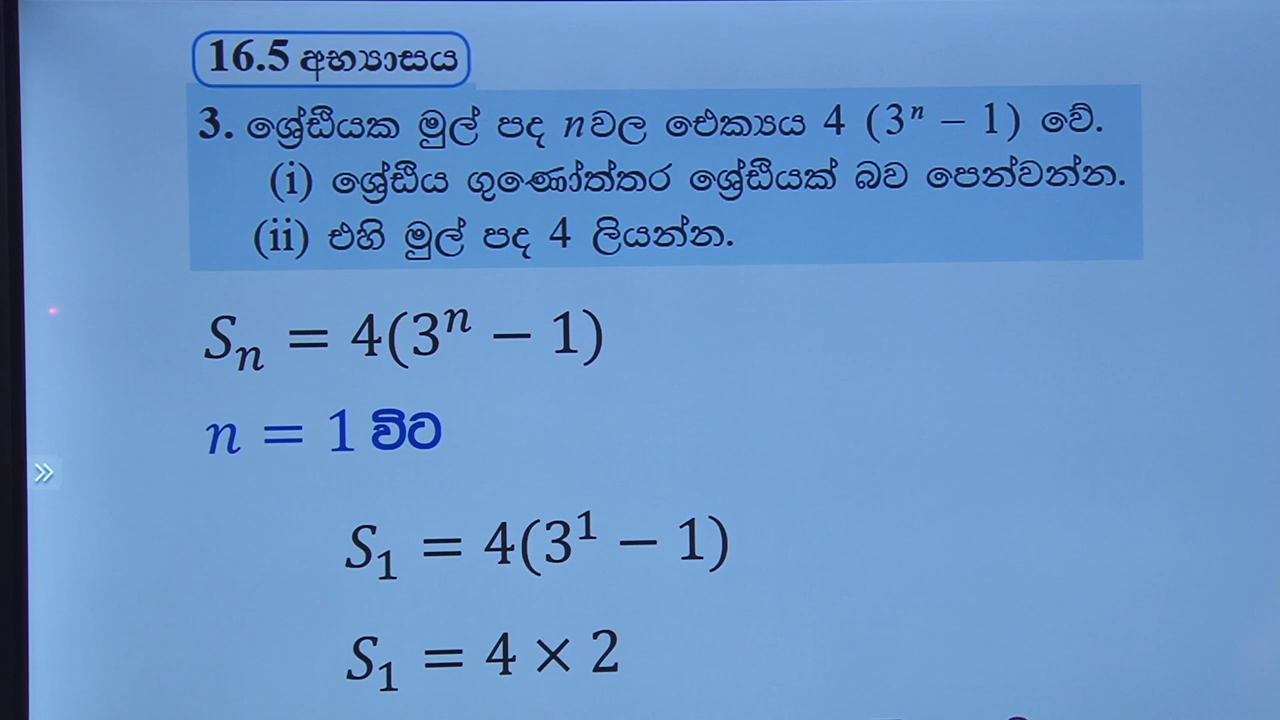 16.5 අභ්‍යාසය
3. ශ්‍රේඪියක මුල් පද n වල ඓක්‍යය 4 (3ⁿ – 1) වේ.
(i) ශ්‍රේඪිය ගුණෝත්තර ශ්‍රේඪියක් බව පෙන්වන්න.
(ii) එහි මුල් පද 4 ලියන්න.
Sₙ = 4(3ⁿ − 1)
n = 1 විට
S₁ = 4(3¹ − 1)
S₁ = 4 × 2